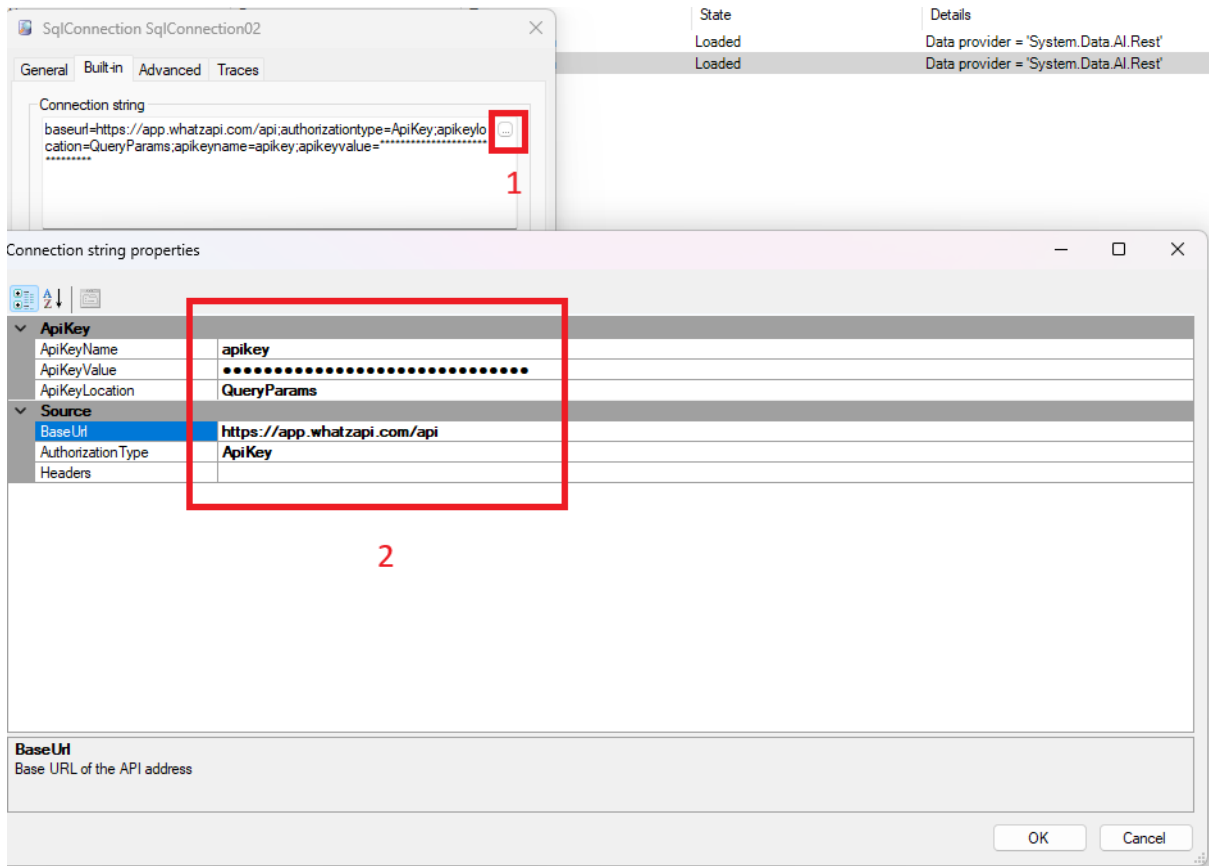 State Details
SqlConnection SqlConnection02
Loaded Data provider = 'System.Data.AI.Rest'
General Built-in Advanced Traces
Loaded Data provider = 'System.Data.AI.Rest'
Connection string
baseurl=https://app.whatzapi.com/api;authorizationtype=ApiKey;apikeylo ...
cation=QueryParams;apikeyname=apikey;apikeyvalue=**********************
*********
1
Connection string properties
ApiKey
ApiKeyName apikey
ApiKeyValue ●●●●●●●●●●●●●●●●●●●●●●●●●●●●●●
ApiKeyLocation QueryParams
Source
BaseUrl https://app.whatzapi.com/api
AuthorizationType ApiKey
Headers
2
BaseUrl
Base URL of the API address
OK Cancel